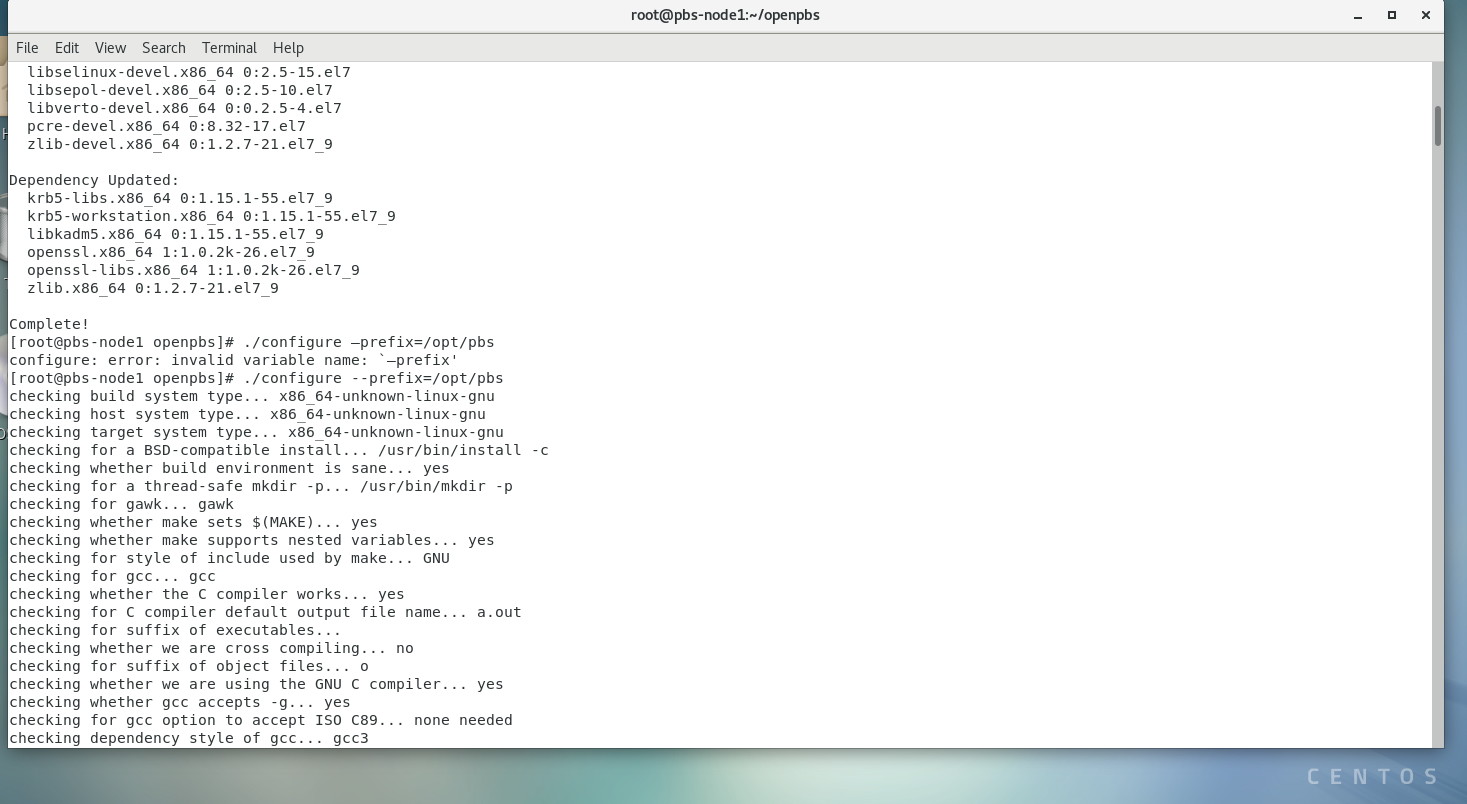 root@pbs-node1:~/openpbs
File Edit View Search Terminal Help
libselinux-devel.x86_64 0:2.5-15.el7
libsepol-devel.x86_64 0:2.5-10.el7
libverto-devel.x86_64 0:0.2.5-4.el7
pcre-devel.x86_64 0:8.32-17.el7
zlib-devel.x86_64 0:1.2.7-21.el7_9
Dependency Updated:
krb5-libs.x86_64 0:1.15.1-55.el7_9
krb5-workstation.x86_64 0:1.15.1-55.el7_9
libkadm5.x86_64 0:1.15.1-55.el7_9
openssl.x86_64 1:1.0.2k-26.el7_9
openssl-libs.x86_64 1:1.0.2k-26.el7_9
zlib.x86_64 0:1.2.7-21.el7_9
Complete!
[root@pbs-node1 openpbs]# ./configure –prefix=/opt/pbs
configure: error: invalid variable name: `–prefix'
[root@pbs-node1 openpbs]# ./configure --prefix=/opt/pbs
checking build system type... x86_64-unknown-linux-gnu
checking host system type... x86_64-unknown-linux-gnu
checking target system type... x86_64-unknown-linux-gnu
checking for a BSD-compatible install... /usr/bin/install -c
checking whether build environment is sane... yes
checking for a thread-safe mkdir -p... /usr/bin/mkdir -p
checking for gawk... gawk
checking whether make sets $(MAKE)... yes
checking whether make supports nested variables... yes
checking for style of include used by make... GNU
checking for gcc... gcc
checking whether the C compiler works... yes
checking for C compiler default output file name... a.out
checking for suffix of executables...
checking whether we are cross compiling... no
checking for suffix of object files... o
checking whether we are using the GNU C compiler... yes
checking whether gcc accepts -g... yes
checking for gcc option to accept ISO C89... none needed
checking dependency style of gcc... gcc3
CENTOS